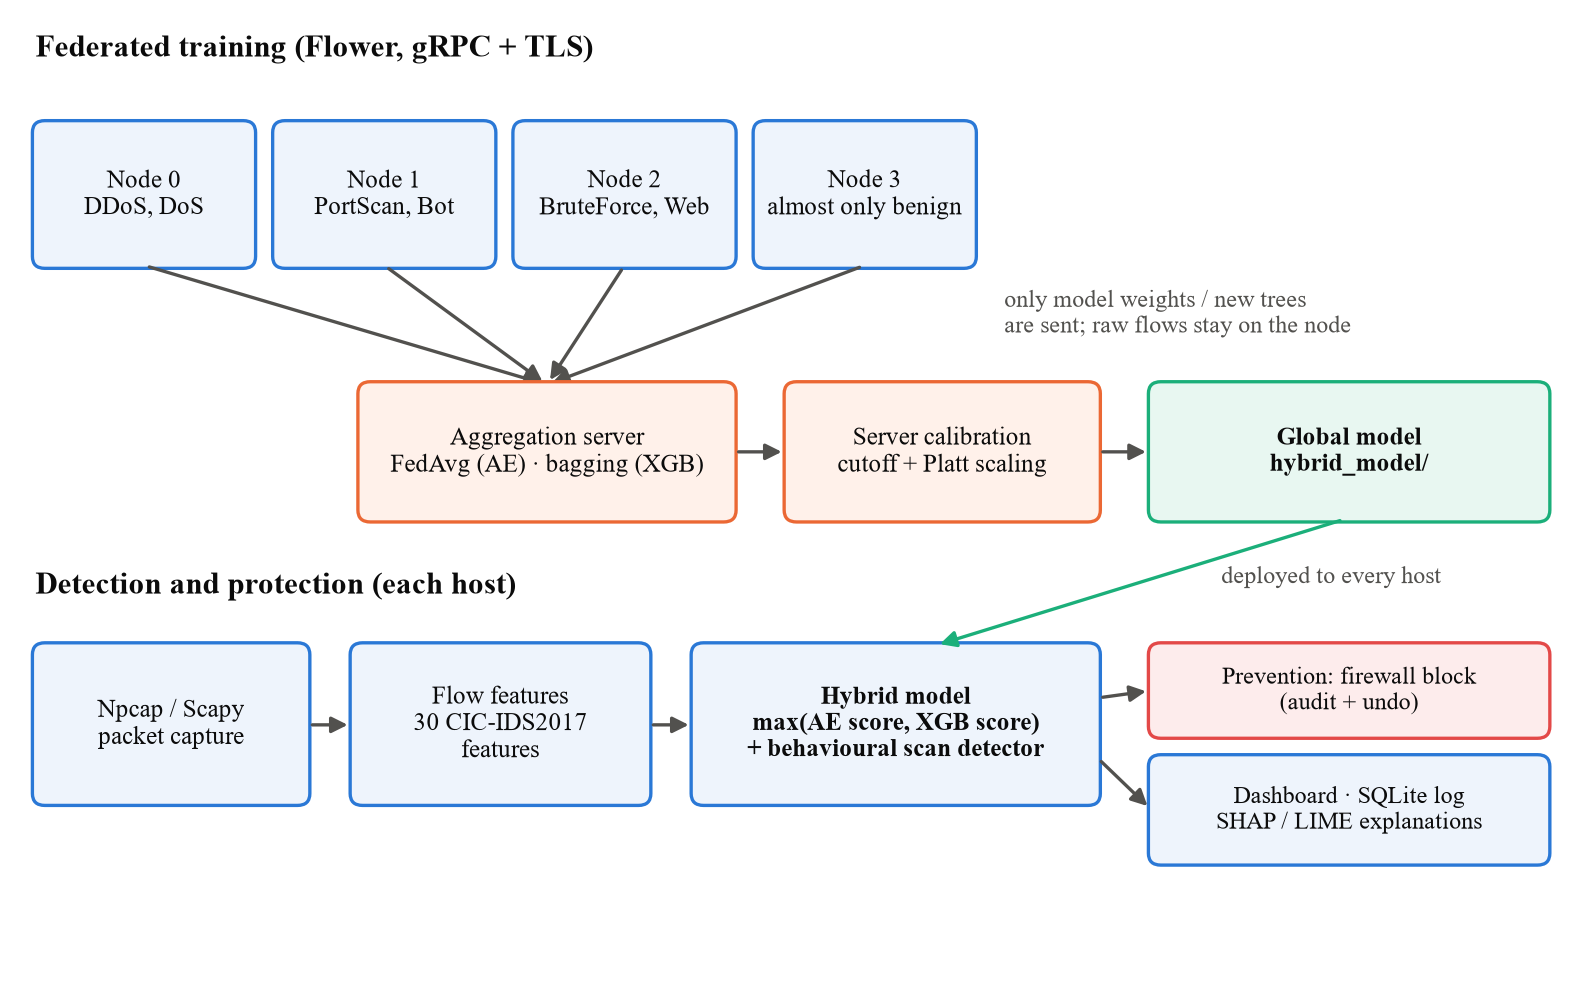 Federated training (Flower, gRPC + TLS)
Node 0
DDoS, DoS
Node 1
PortScan, Bot
Node 2
BruteForce, Web
Node 3
almost only benign
only model weights / new trees
are sent; raw flows stay on the node
Aggregation server
FedAvg (AE) · bagging (XGB)
Server calibration
cutoff + Platt scaling
Global model
hybrid_model/
deployed to every host
Detection and protection (each host)
Npcap / Scapy
packet capture
Flow features
30 CIC-IDS2017
features
Hybrid model
max(AE score, XGB score)
+ behavioural scan detector
Prevention: firewall block
(audit + undo)
Dashboard · SQLite log
SHAP / LIME explanations